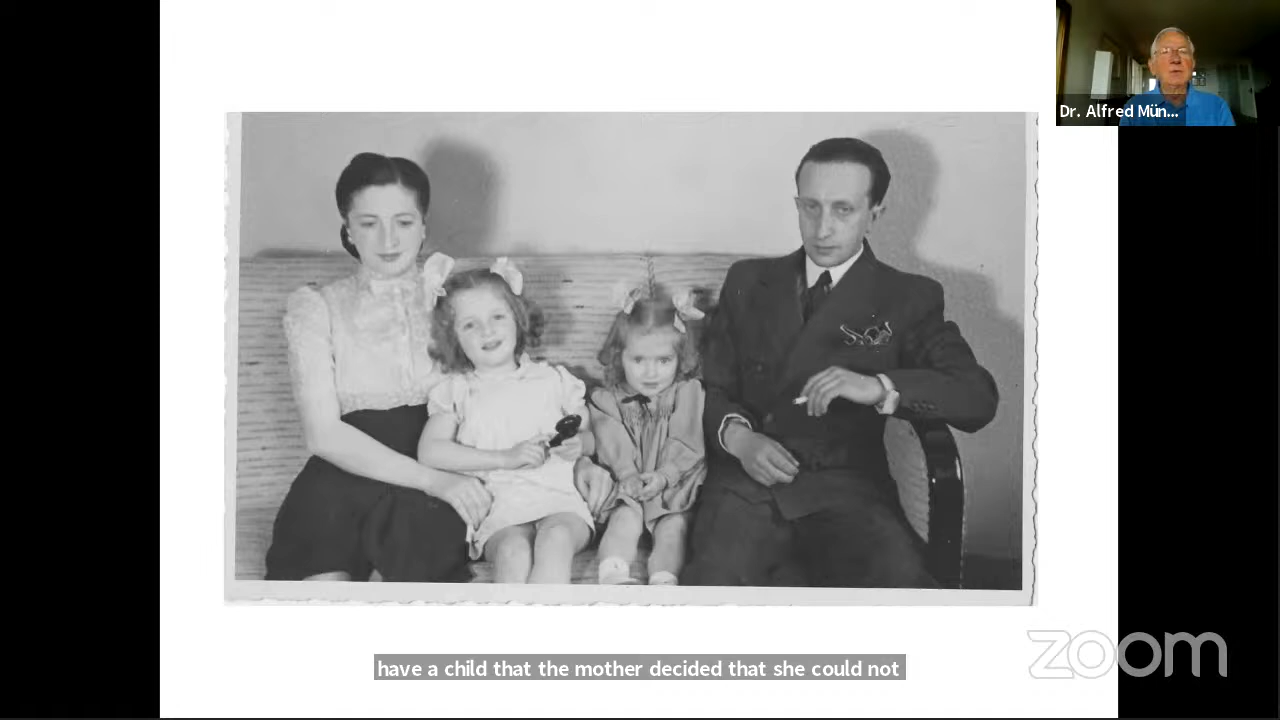 Dr. Alfred Mün...
have a child that the mother decided that she could not
zoom